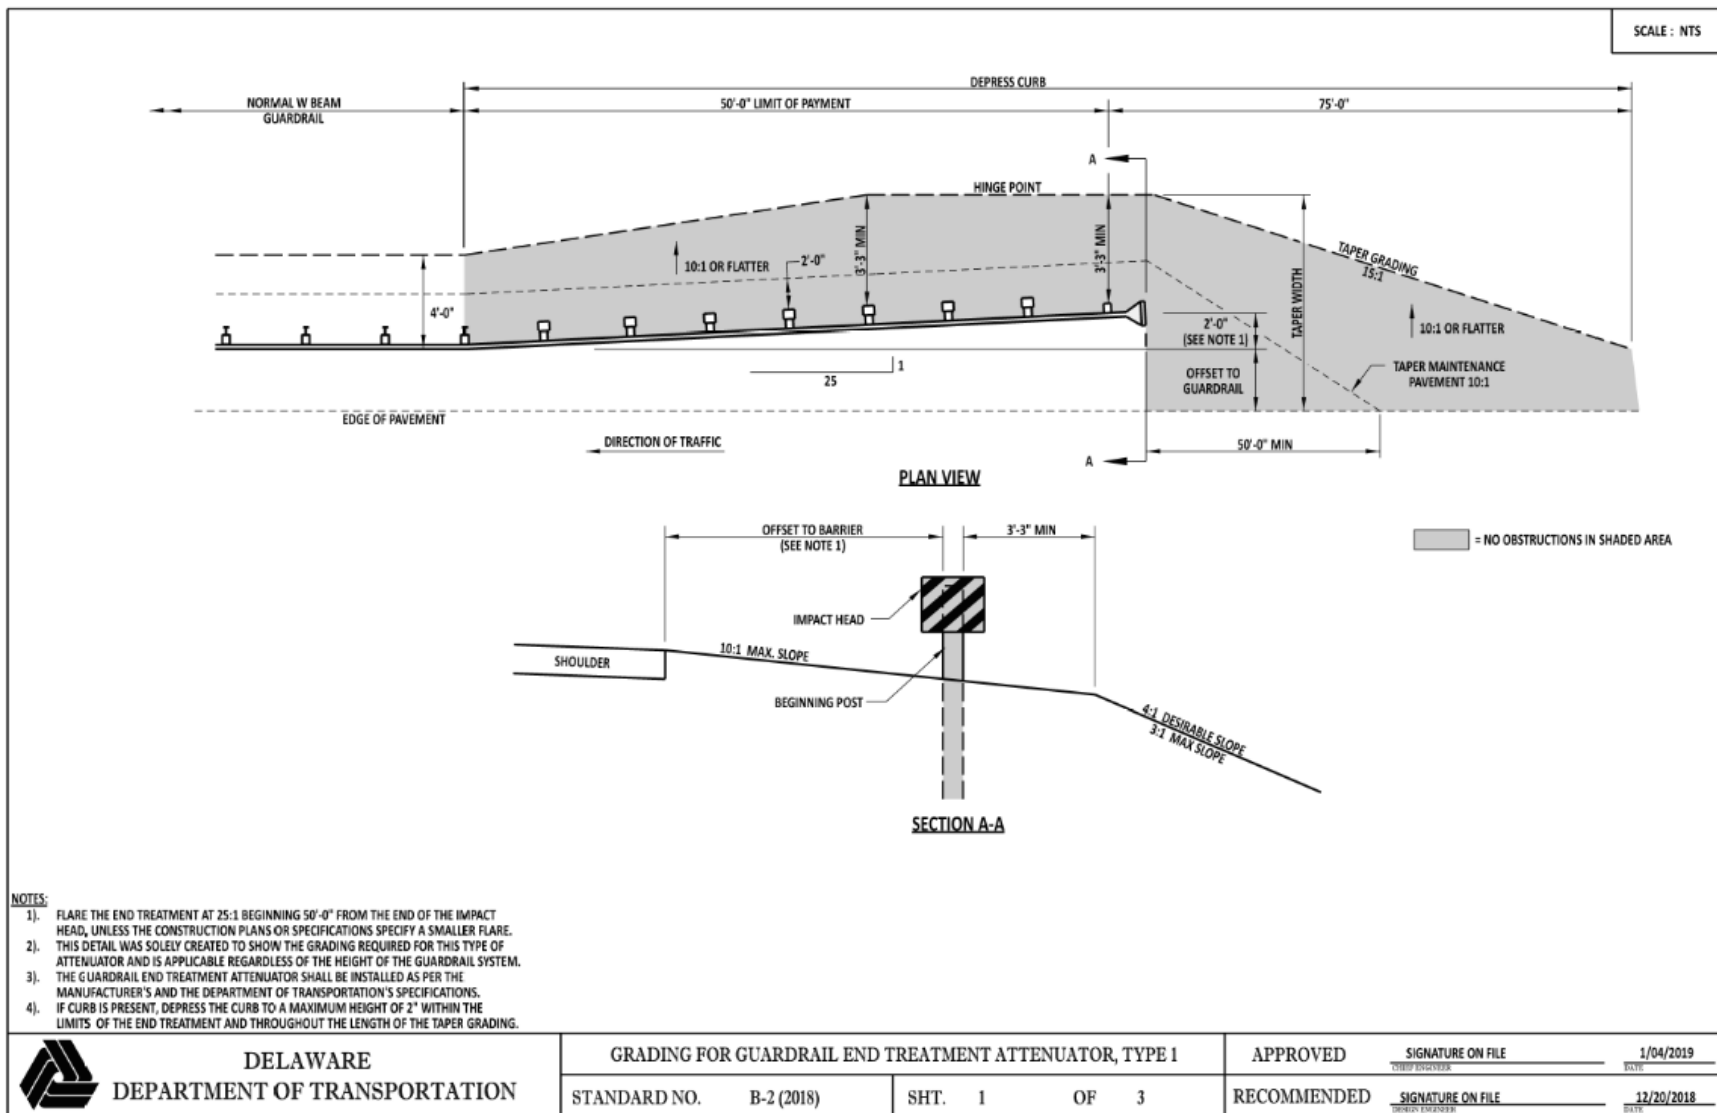 SCALE : NTS
DEPRESS CURB
NORMAL W BEAM
GUARDRAIL
50'-0" LIMIT OF PAYMENT
75'-0"
A
HINGE POINT
10:1 OR FLATTER
2'-0"
3'-3" MIN
3'-3" MIN
TAPER WIDTH
TAPER GRADING
15:1
4'-0"
2'-0"
(SEE NOTE 1)
10:1 OR FLATTER
1
25
OFFSET TO
GUARDRAIL
TAPER MAINTENANCE
PAVEMENT 10:1
EDGE OF PAVEMENT
DIRECTION OF TRAFFIC
50'-0" MIN
A
PLAN VIEW
OFFSET TO BARRIER
(SEE NOTE 1)
3'-3" MIN
= NO OBSTRUCTIONS IN SHADED AREA
IMPACT HEAD
10:1 MAX. SLOPE
SHOULDER
BEGINNING POST
4:1 DESIRABLE SLOPE
3:1 MAX SLOPE
SECTION A-A
NOTES:
1). FLARE THE END TREATMENT AT 25:1 BEGINNING 50'-0" FROM THE END OF THE IMPACT
HEAD, UNLESS THE CONSTRUCTION PLANS OR SPECIFICATIONS SPECIFY A SMALLER FLARE.
2). THIS DETAIL WAS SOLELY CREATED TO SHOW THE GRADING REQUIRED FOR THIS TYPE OF
ATTENUATOR AND IS APPLICABLE REGARDLESS OF THE HEIGHT OF THE GUARDRAIL SYSTEM.
3). THE GUARDRAIL END TREATMENT ATTENUATOR SHALL BE INSTALLED AS PER THE
MANUFACTURER'S AND THE DEPARTMENT OF TRANSPORTATION'S SPECIFICATIONS.
4). IF CURB IS PRESENT, DEPRESS THE CURB TO A MAXIMUM HEIGHT OF 2" WITHIN THE
LIMITS OF THE END TREATMENT AND THROUGHOUT THE LENGTH OF THE TAPER GRADING.
DELAWARE
DEPARTMENT OF TRANSPORTATION
GRADING FOR GUARDRAIL END TREATMENT ATTENUATOR, TYPE 1
STANDARD NO. B-2 (2018) SHT. 1 OF 3
APPROVED SIGNATURE ON FILE 1/04/2019
CHIEF ENGINEER DATE
RECOMMENDED SIGNATURE ON FILE 12/20/2018
DESIGN ENGINEER DATE